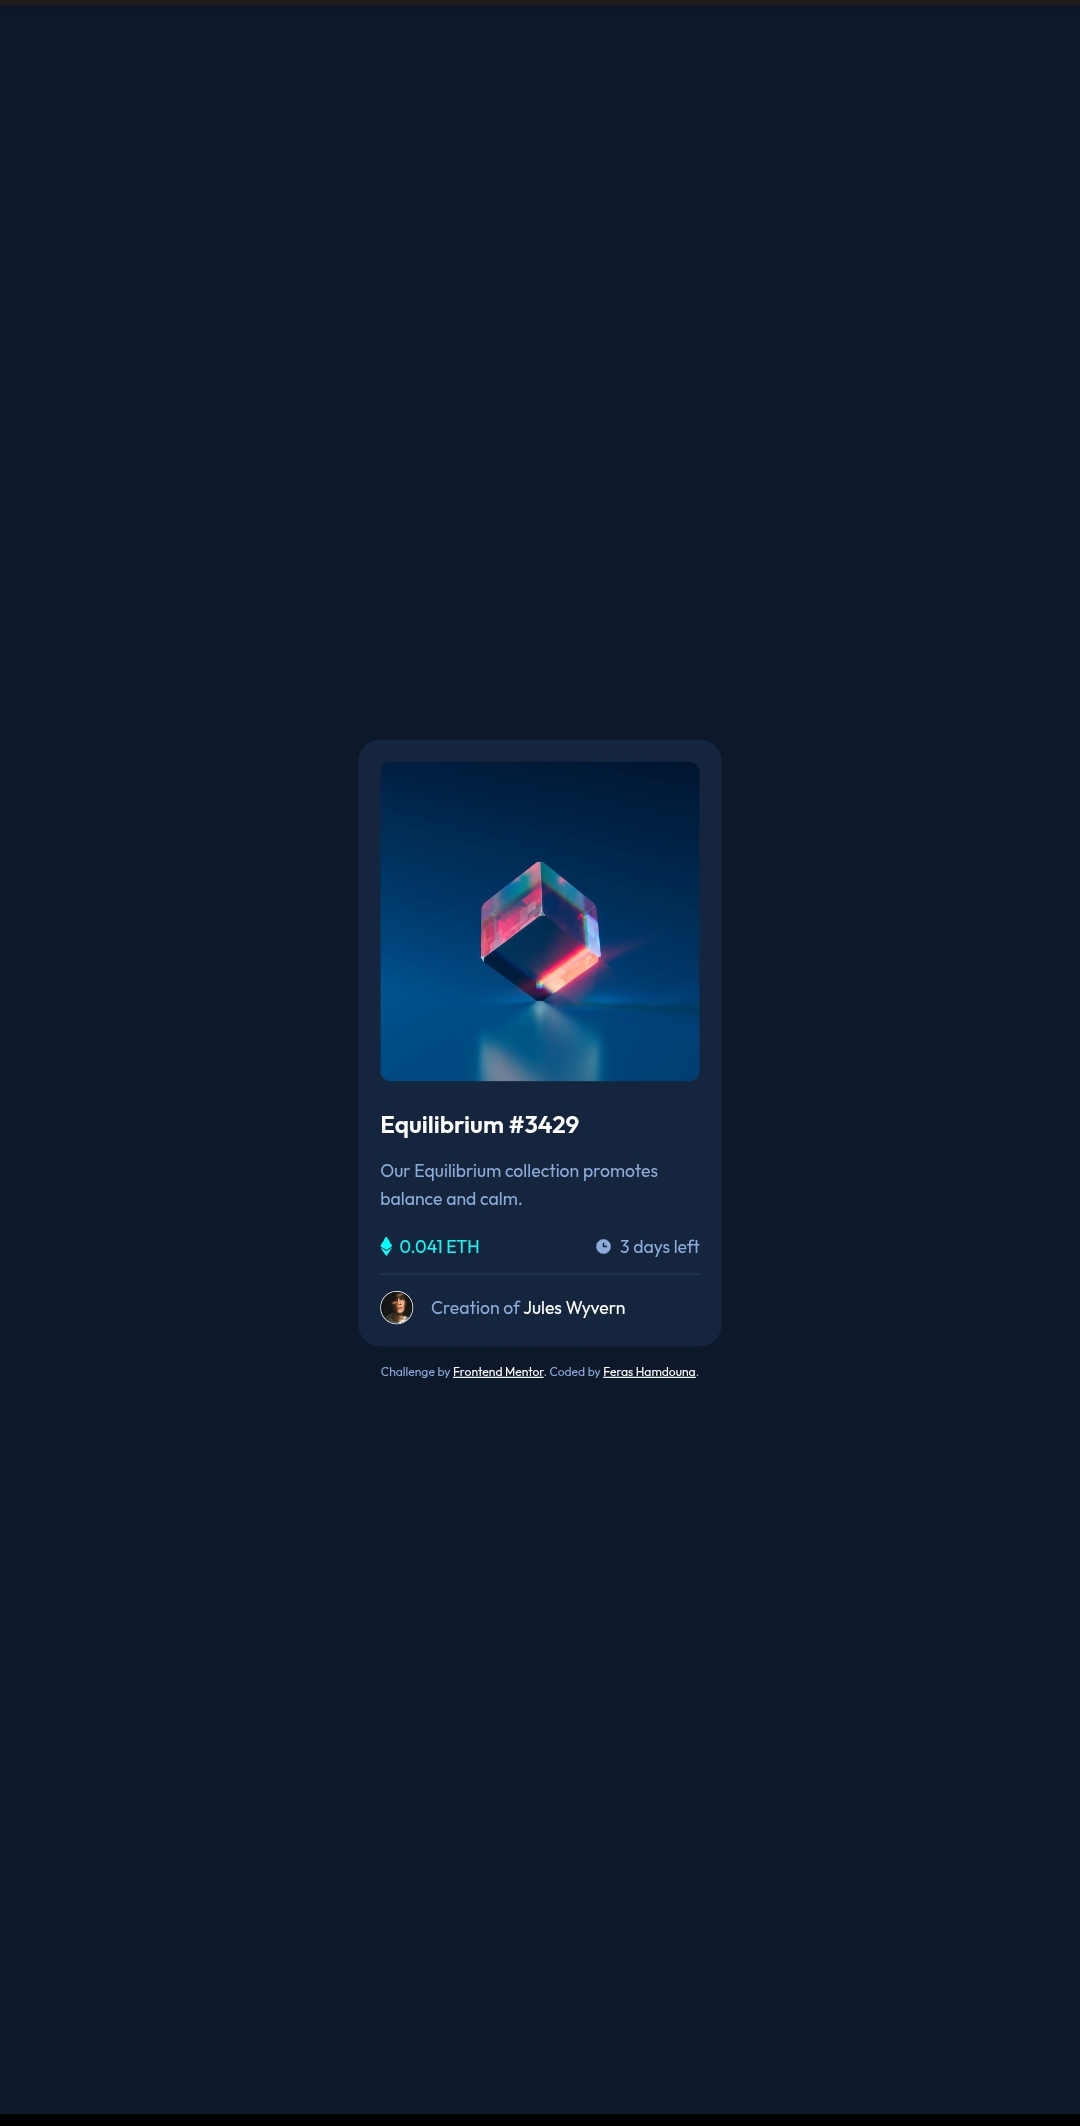 Equilibrium #3429
Our Equilibrium collection promotes
balance and calm.
0.041 ETH 3 days left
Creation of Jules Wyvern
Challenge by Frontend Mentor. Coded by Feras Hamdouna.